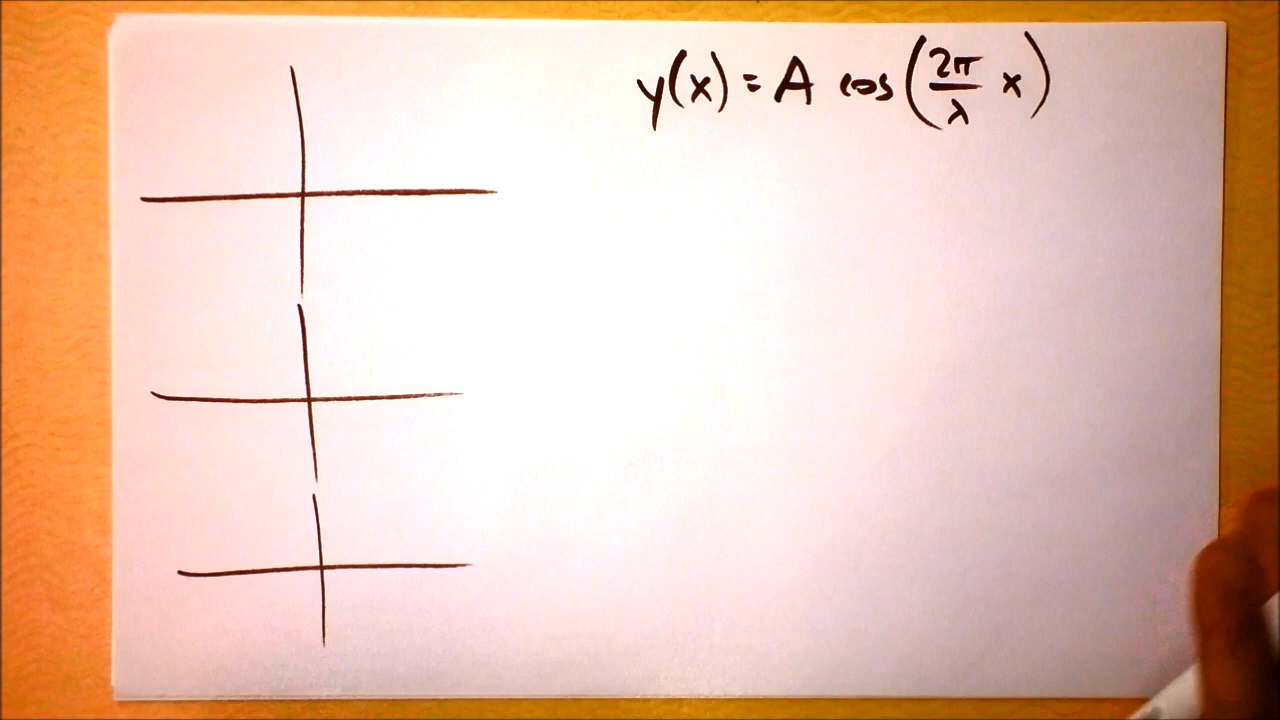 y(x) = A cos(2π/λ x)